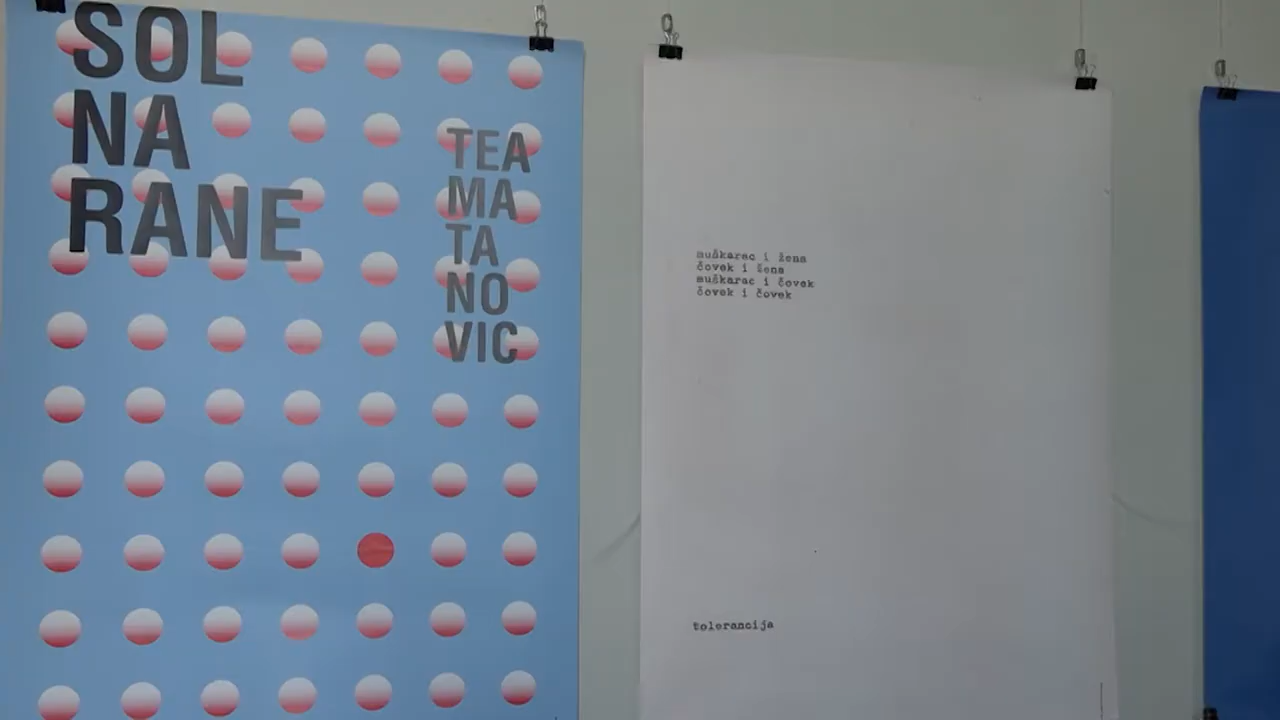 SOL
NA
RANE
TEA
MA
TA
NO
VIC
muškarac i žena
čovek i žena
muškarac i čovek
čovek i čovek
tolerancija